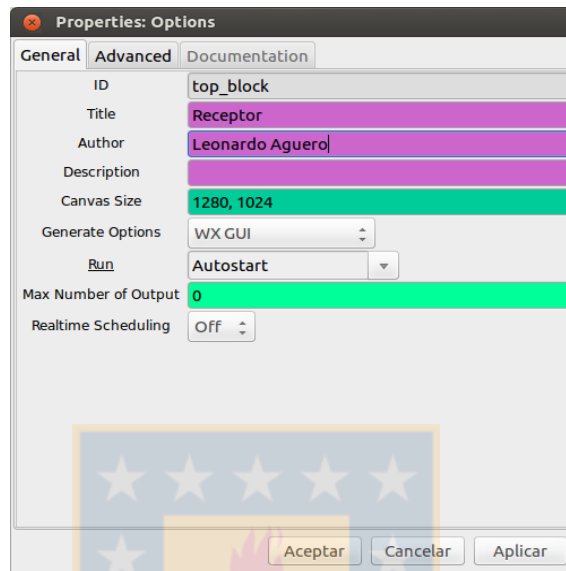 Properties: Options
General Advanced Documentation
ID top_block
Title Receptor
Author Leonardo Aguero
Description
Canvas Size 1280, 1024
Generate Options WX GUI
Run Autostart
Max Number of Output 0
Realtime Scheduling Off
Aceptar Cancelar Aplicar